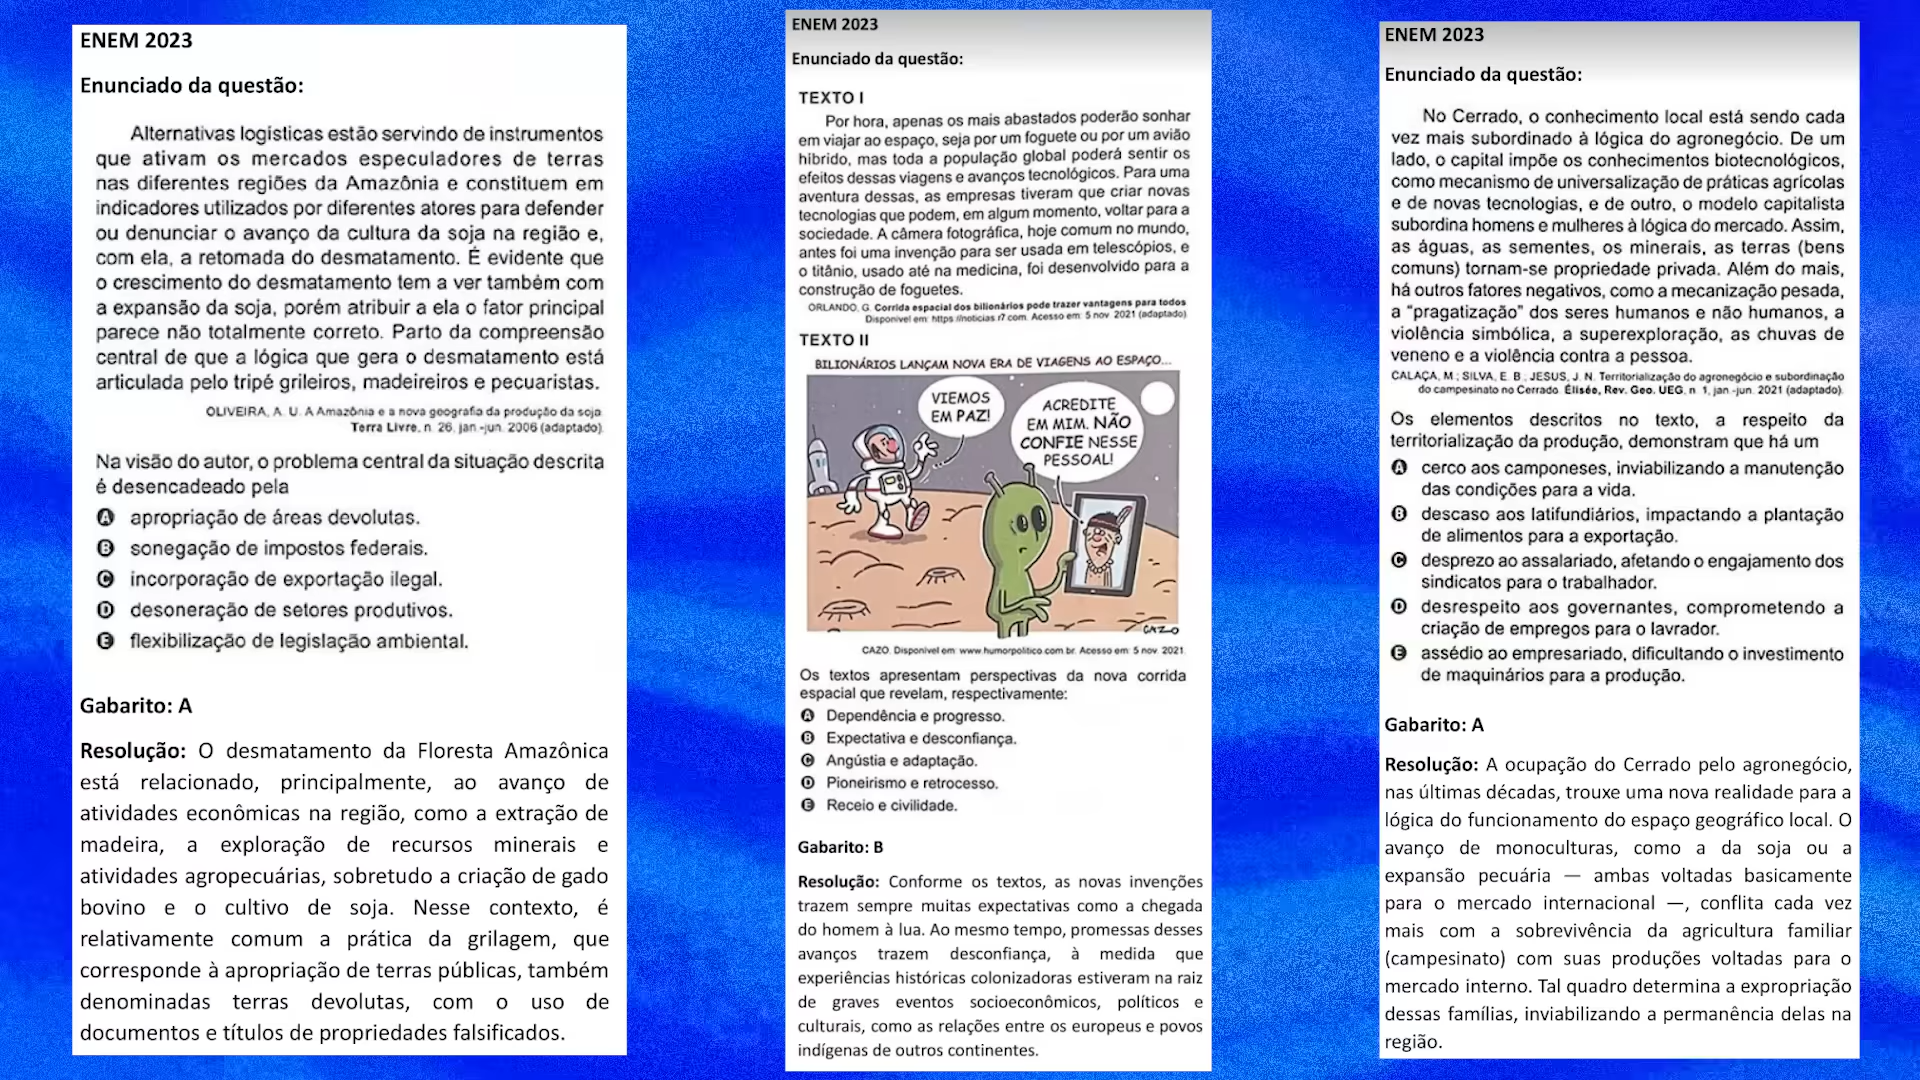 ENEM 2023
Enunciado da questão:
Alternativas logísticas estão servindo de instrumentos
que ativam os mercados especuladores de terras
nas diferentes regiões da Amazônia e constituem em
indicadores utilizados por diferentes atores para defender
ou denunciar o avanço da cultura da soja na região e,
com ela, a retomada do desmatamento. É evidente que
o crescimento do desmatamento tem a ver também com
a expansão da soja, porém atribuir a ela o fator principal
parece não totalmente correto. Parto da compreensão
central de que a lógica que gera o desmatamento está
articulada pelo tripé grileiros, madeireiros e pecuaristas.
OLIVEIRA, A. U. A Amazônia e a nova geografia da produção da soja.
Terra Livre, n. 26, jan.-jun. 2006 (adaptado).
Na visão do autor, o problema central da situação descrita
é desencadeado pela
A apropriação de áreas devolutas.
B sonegação de impostos federais.
C incorporação de exportação ilegal.
D desoneração de setores produtivos.
E flexibilização de legislação ambiental.
Gabarito: A
Resolução: O desmatamento da Floresta Amazônica
está relacionado, principalmente, ao avanço de
atividades econômicas na região, como a extração de
madeira, a exploração de recursos minerais e
atividades agropecuárias, sobretudo a criação de gado
bovino e o cultivo de soja. Nesse contexto, é
relativamente comum a prática da grilagem, que
corresponde à apropriação de terras públicas, também
denominadas terras devolutas, com o uso de
documentos e títulos de propriedades falsificados.
ENEM 2023
Enunciado da questão:
TEXTO I
Por hora, apenas os mais abastados poderão sonhar
em viajar ao espaço, seja por um foguete ou por um avião
híbrido, mas toda a população global poderá sentir os
efeitos dessas viagens e avanços tecnológicos. Para uma
aventura dessas, as empresas tiveram que criar novas
tecnologias que podem, em algum momento, voltar para a
sociedade. A câmera fotográfica, hoje comum no mundo,
antes foi uma invenção para ser usada em telescópios, e
o titânio, usado até na medicina, foi desenvolvido para a
construção de foguetes.
ORLANDO, G. Corrida espacial dos bilionários pode trazer vantagens para todos
Disponível em: https://noticias.r7.com. Acesso em: 5 nov. 2021 (adaptado)
TEXTO II
BILIONÁRIOS LANÇAM NOVA ERA DE VIAGENS AO ESPAÇO...
VIEMOS
EM PAZ!
ACREDITE
EM MIM. NÃO
CONFIE NESSE
PESSOAL!
CAZO
CAZO. Disponível em: www.humorpolitico.com.br. Acesso em: 5 nov. 2021.
Os textos apresentam perspectivas da nova corrida
espacial que revelam, respectivamente:
A Dependência e progresso.
B Expectativa e desconfiança.
C Angústia e adaptação.
D Pioneirismo e retrocesso.
E Receio e civilidade.
Gabarito: B
Resolução: Conforme os textos, as novas invenções
trazem sempre muitas expectativas como a chegada
do homem à lua. Ao mesmo tempo, promessas desses
avanços trazem desconfiança, à medida que
experiências históricas colonizadoras estiveram na raiz
de graves eventos socioeconômicos, políticos e
culturais, como as relações entre os europeus e povos
indígenas de outros continentes.
ENEM 2023
Enunciado da questão:
No Cerrado, o conhecimento local está sendo cada
vez mais subordinado à lógica do agronegócio. De um
lado, o capital impõe os conhecimentos biotecnológicos,
como mecanismo de universalização de práticas agrícolas
e de novas tecnologias, e de outro, o modelo capitalista
subordina homens e mulheres à lógica do mercado. Assim,
as águas, as sementes, os minerais, as terras (bens
comuns) tornam-se propriedade privada. Além do mais,
há outros fatores negativos, como a mecanização pesada,
a “pragatização” dos seres humanos e não humanos, a
violência simbólica, a superexploração, as chuvas de
veneno e a violência contra a pessoa.
CALAÇA, M.; SILVA, E. B.; JESUS, J. N. Territorialização do agronegócio e subordinação
do campesinato no Cerrado. Élisée, Rev. Geo. UEG, n. 1, jan.-jun. 2021 (adaptado).
Os elementos descritos no texto, a respeito da
territorialização da produção, demonstram que há um
A cerco aos camponeses, inviabilizando a manutenção
das condições para a vida.
B descaso aos latifundiários, impactando a plantação
de alimentos para a exportação.
C desprezo ao assalariado, afetando o engajamento dos
sindicatos para o trabalhador.
D desrespeito aos governantes, comprometendo a
criação de empregos para o lavrador.
E assédio ao empresariado, dificultando o investimento
de maquinários para a produção.
Gabarito: A
Resolução: A ocupação do Cerrado pelo agronegócio,
nas últimas décadas, trouxe uma nova realidade para a
lógica do funcionamento do espaço geográfico local. O
avanço de monoculturas, como a da soja ou a
expansão pecuária — ambas voltadas basicamente
para o mercado internacional —, conflita cada vez
mais com a sobrevivência da agricultura familiar
(campesinato) com suas produções voltadas para o
mercado interno. Tal quadro determina a expropriação
dessas famílias, inviabilizando a permanência delas na
região.